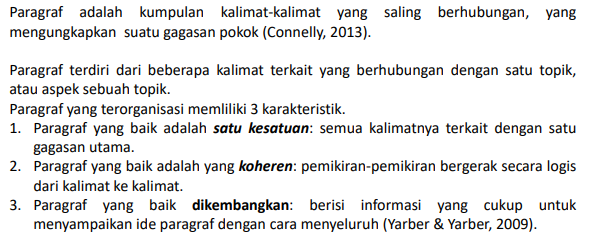 Paragraf adalah kumpulan kalimat-kalimat yang saling berhubungan, yang
mengungkapkan suatu gagasan pokok (Connelly, 2013).
Paragraf terdiri dari beberapa kalimat terkait yang berhubungan dengan satu topik,
atau aspek sebuah topik.
Paragraf yang terorganisasi memliliki 3 karakteristik.
1. Paragraf yang baik adalah satu kesatuan: semua kalimatnya terkait dengan satu
gagasan utama.
2. Paragraf yang baik adalah yang koheren: pemikiran-pemikiran bergerak secara logis
dari kalimat ke kalimat.
3. Paragraf yang baik dikembangkan: berisi informasi yang cukup untuk
menyampaikan ide paragraf dengan cara menyeluruh (Yarber & Yarber, 2009).